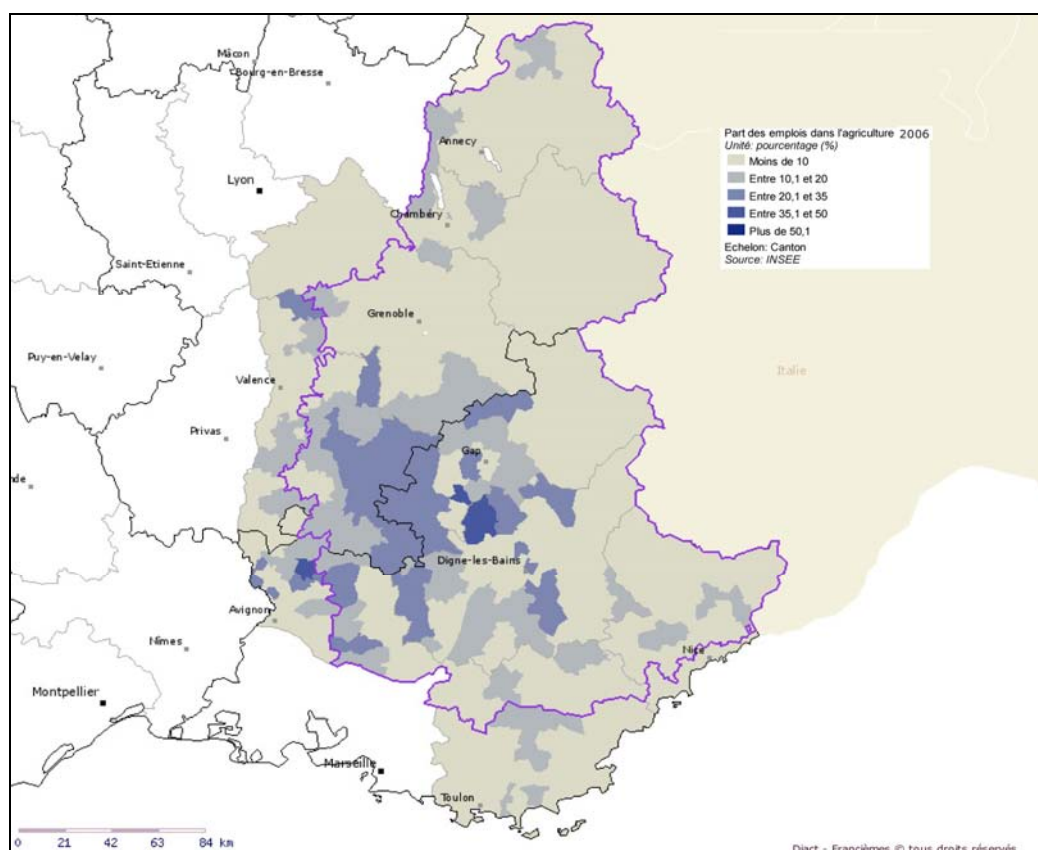 Mâcon
Bourg-en-Bresse
Annecy
Lyon
Chambéry
Saint-Etienne
Grenoble
Puy-en-Velay
Valence
Italie
Privas
Gap
nde
Digne-les-Bains
Avignon
Nîmes
Nice
Montpellier
Marseille
Toulon
Part des emplois dans l'agriculture 2006
Unité: pourcentage (%)
Moins de 10
Entre 10,1 et 20
Entre 20,1 et 35
Entre 35,1 et 50
Plus de 50,1
Echelon: Canton
Source: INSEE
0 21 42 63 84 km
Diact - Francièmes © tous droits réservés